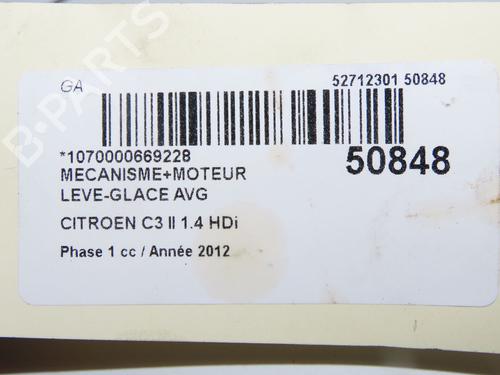 GA
52712301 50848
*1070000669228
50848
MECANISME+MOTEUR
LEVE-GLACE AVG
CITROEN C3 II 1.4 HDi
Phase 1 cc / Année 2012
B-PARTS